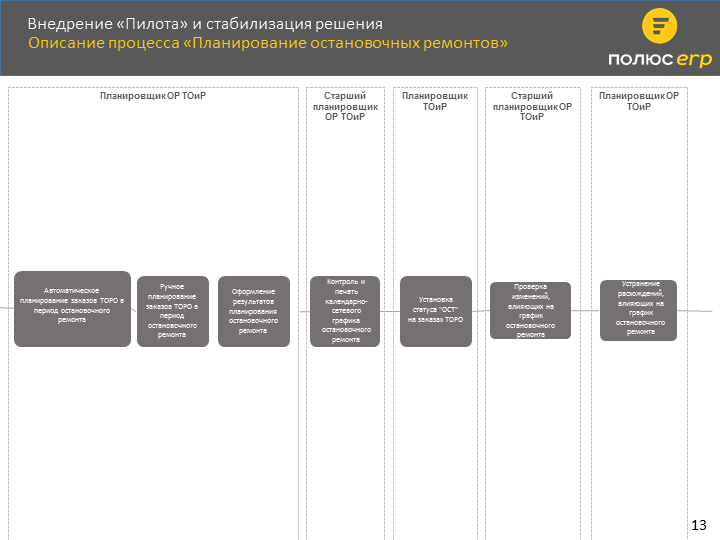 Внедрение «Пилота» и стабилизация решения
Описание процесса «Планирование остановочных ремонтов»
ПОЛЮС erp
Планировщик ОР ТОиР
Старший
планировщик
ОР ТОиР
Планировщик
ТОиР
Старший
планировщик ОР
ТОиР
Планировщик ОР
ТОиР
Автоматическое
планирование заказов ТОРО в
период остановочного
ремонта
Ручное
планирование
заказов ТОРО в
период
остановочного
ремонта
Оформление
результатов
планирования
остановочного
ремонта
Контроль и
печать
календарно-
сетевого
графика
остановочного
ремонта
Установка
статуса "ОСТ"
на заказах ТОРО
Проверка
изменений,
влияющих на
график
остановочного
ремонта
Устранение
расхождений,
влияющих на
график
остановочного
ремонта
13